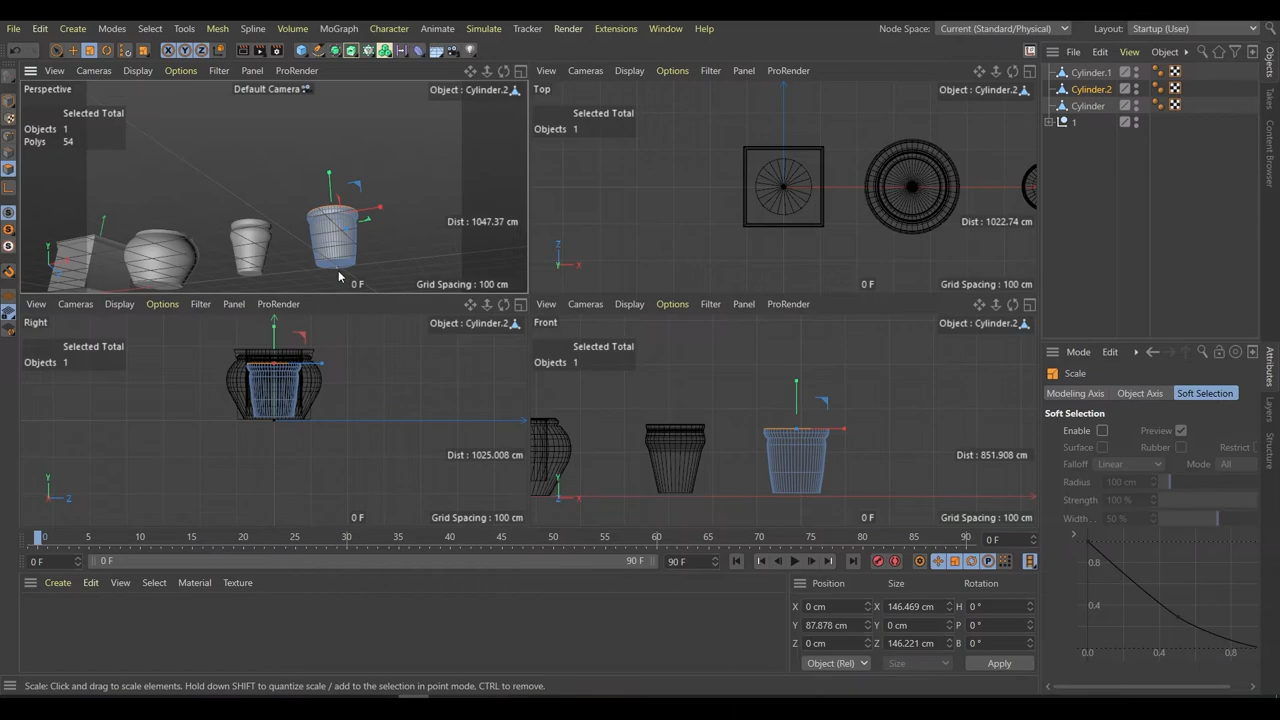 File Edit Create Modes Select Tools Mesh Spline Volume MoGraph Character Animate Simulate Tracker Render Extensions Window Help
Node Space: Current (Standard/Physical) Layout: Startup (User)
X Y Z
File Edit View Object
View Cameras Display Options Filter Panel ProRender
View Cameras Display Options Filter Panel ProRender
Perspective Default Camera Object : Cylinder.2
Selected Total
Objects 1
Polys 54
Dist : 1047.37 cm
0 F Grid Spacing : 100 cm
Top Object : Cylinder.2
Selected Total
Objects 1
Dist : 1022.74 cm
Z X
0 F Grid Spacing : 100 cm
Cylinder.1
Cylinder.2
Cylinder
1
Objects
Takes
Content Browser
View Cameras Display Options Filter Panel ProRender
View Cameras Display Options Filter Panel ProRender
Right Object : Cylinder.2
Selected Total
Objects 1
Dist : 1025.008 cm
Y Z
0 F Grid Spacing : 100 cm
Front Object : Cylinder.2
Selected Total
Objects 1
Dist : 851.908 cm
Y X
0 F Grid Spacing : 100 cm
Mode Edit
Scale
Modeling Axis Object Axis Soft Selection
Soft Selection
Enable Preview
Surface Rubber Restrict
Falloff Linear Mode All
Radius 100 cm
Strength 100 %
Width . . 50 %
0.8
0.4
0.0 0.4 0.8
Attributes
Layers
Structure
0 5 10 15 20 25 30 35 40 45 50 55 60 65 70 75 80 85 90 0 F
0 F 0 F 90 F 90 F
Create Edit View Select Material Texture
Position Size Rotation
X 0 cm X 146.469 cm H 0 °
Y 87.878 cm Y 0 cm P 0 °
Z 0 cm Z 146.221 cm B 0 °
Object (Rel) Size Apply
Scale: Click and drag to scale elements. Hold down SHIFT to quantize scale / add to the selection in point mode, CTRL to remove.